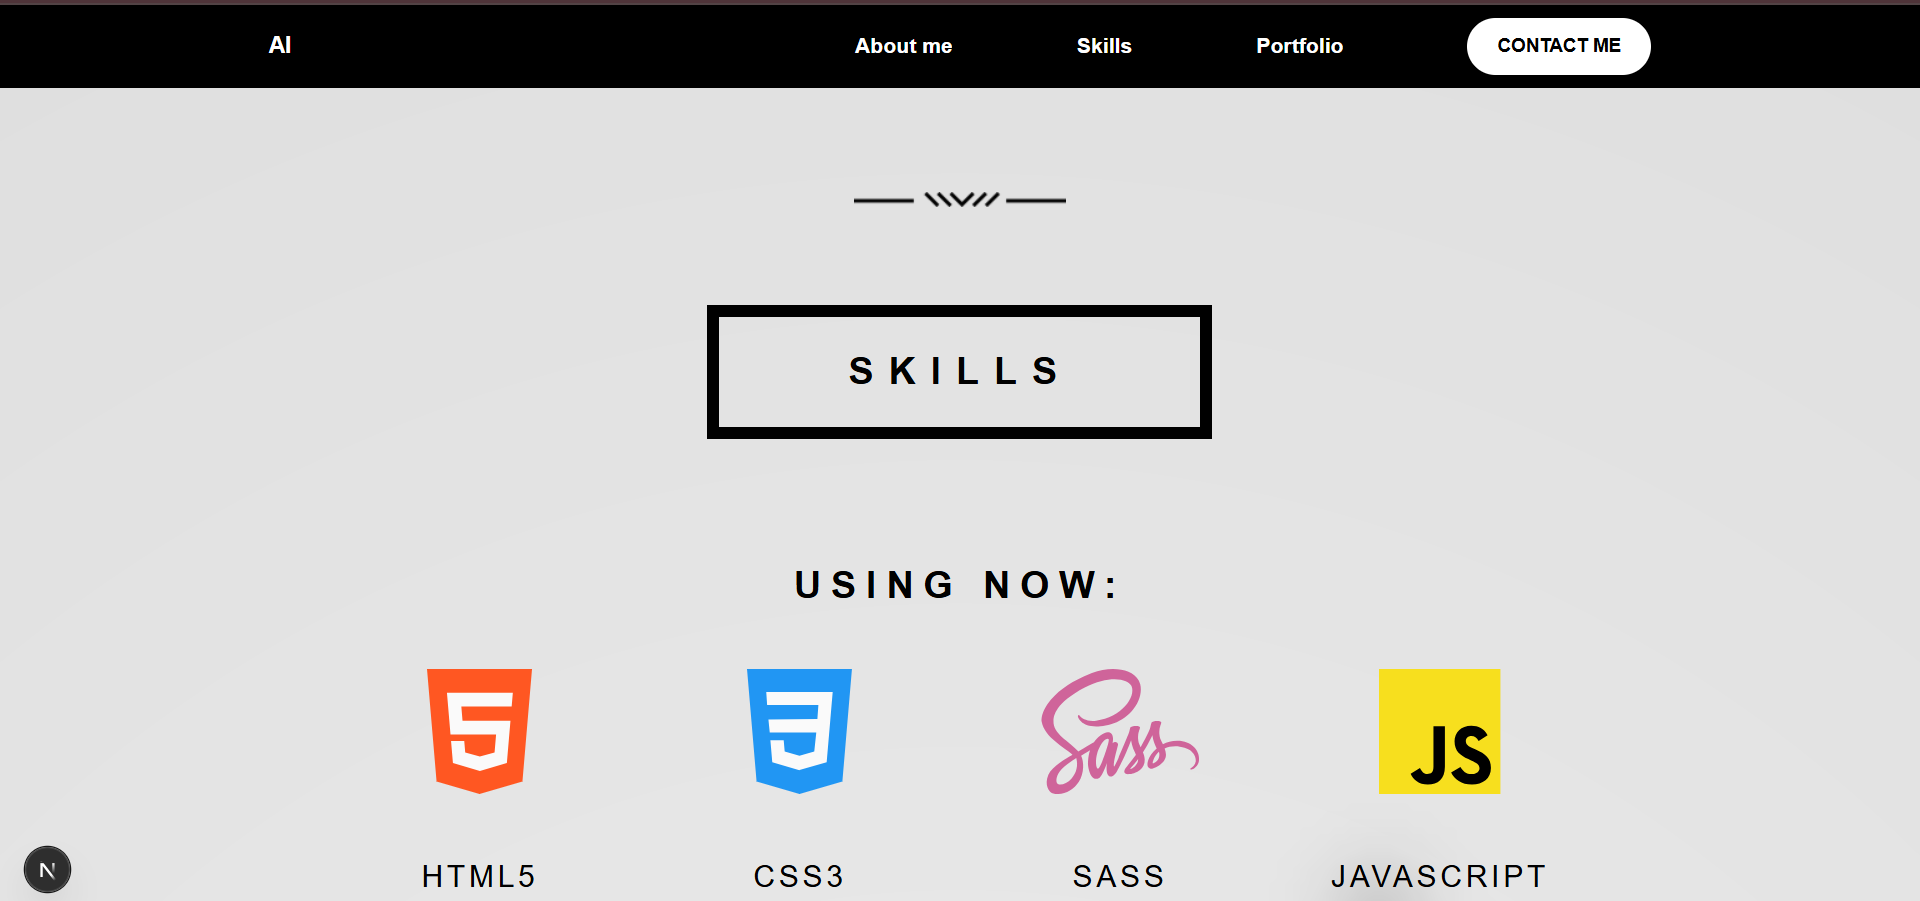 AI
About me
Skills
Portfolio
CONTACT ME
SKILLS
USING NOW:
5
3
Sass
JS
HTML5
CSS3
SASS
JAVASCRIPT
N